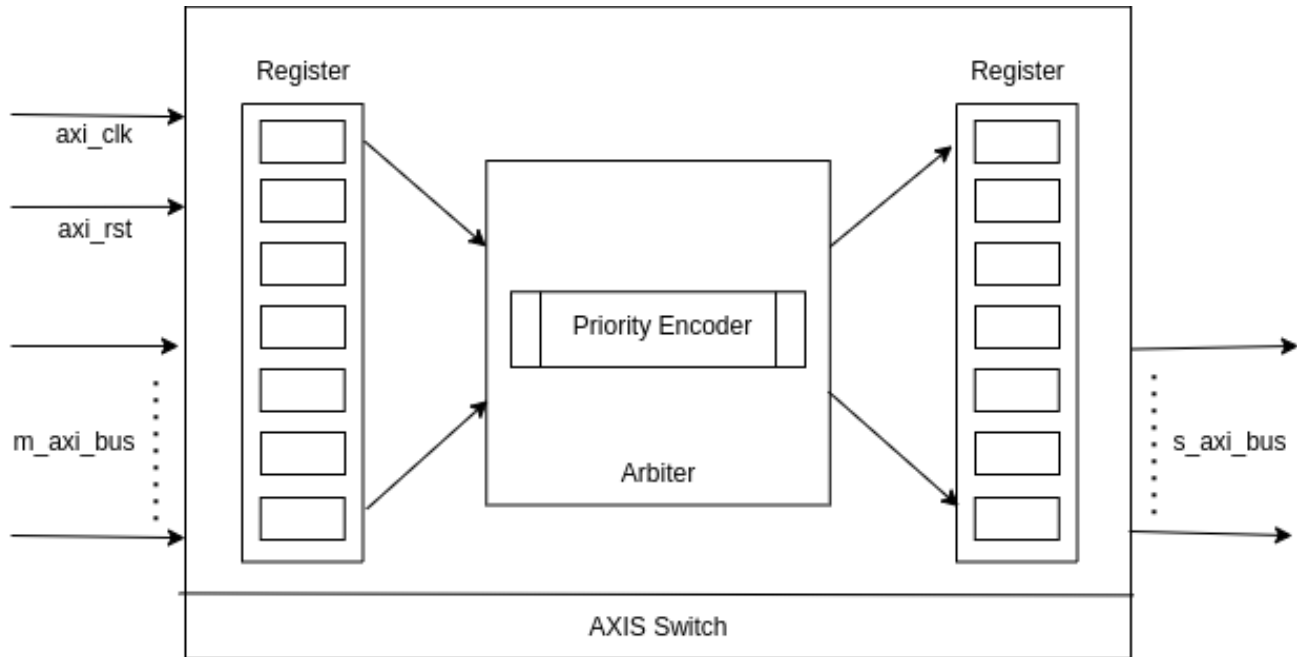 Register
Register
axi_clk
axi_rst
Priority Encoder
m_axi_bus
s_axi_bus
Arbiter
AXIS Switch